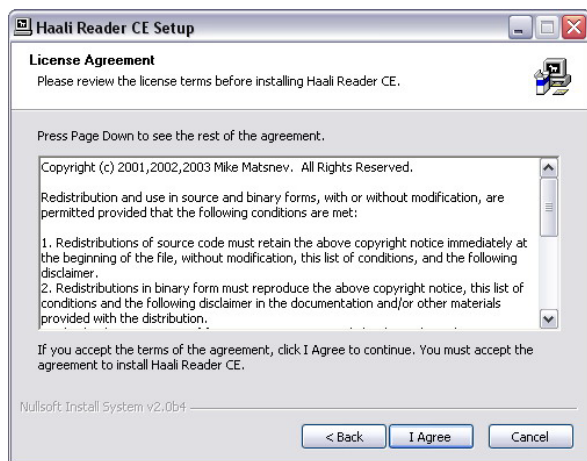 Haali Reader CE Setup
License Agreement
Please review the license terms before installing Haali Reader CE.
Press Page Down to see the rest of the agreement.
Copyright (c) 2001,2002,2003 Mike Matsnev.  All Rights Reserved.
Redistribution and use in source and binary forms, with or without modification, are
permitted provided that the following conditions are met:
1. Redistributions of source code must retain the above copyright notice immediately at
the beginning of the file, without modification, this list of conditions, and the following
disclaimer.
2. Redistributions in binary form must reproduce the above copyright notice, this list of
conditions and the following disclaimer in the documentation and/or other materials
provided with the distribution.
If you accept the terms of the agreement, click I Agree to continue. You must accept the
agreement to install Haali Reader CE.
Nullsoft Install System v2.0b4
< Back
I Agree
Cancel